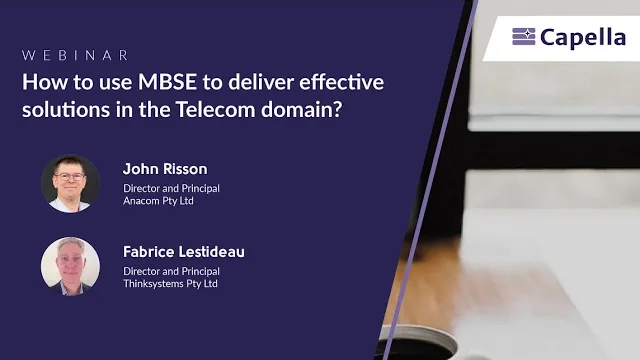 WEBINAR
How to use MBSE to deliver effective
solutions in the Telecom domain?
Capella
John Risson
Director and Principal
Anacom Pty Ltd
Fabrice Lestideau
Director and Principal
Thinksystems Pty Ltd